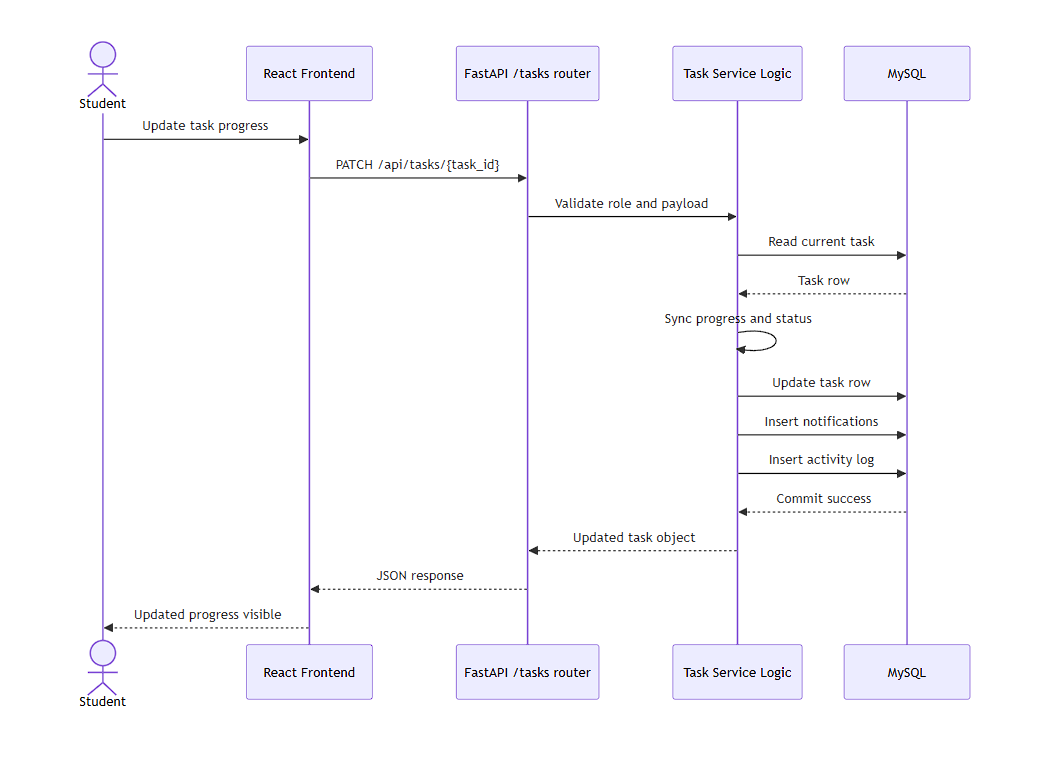 React Frontend
FastAPI /tasks router
Task Service Logic
MySQL
Student
Update task progress
PATCH /api/tasks/{task_id}
Validate role and payload
Read current task
Task row
Sync progress and status
Update task row
Insert notifications
Insert activity log
Commit success
Updated task object
JSON response
Updated progress visible
React Frontend
FastAPI /tasks router
Task Service Logic
MySQL
Student